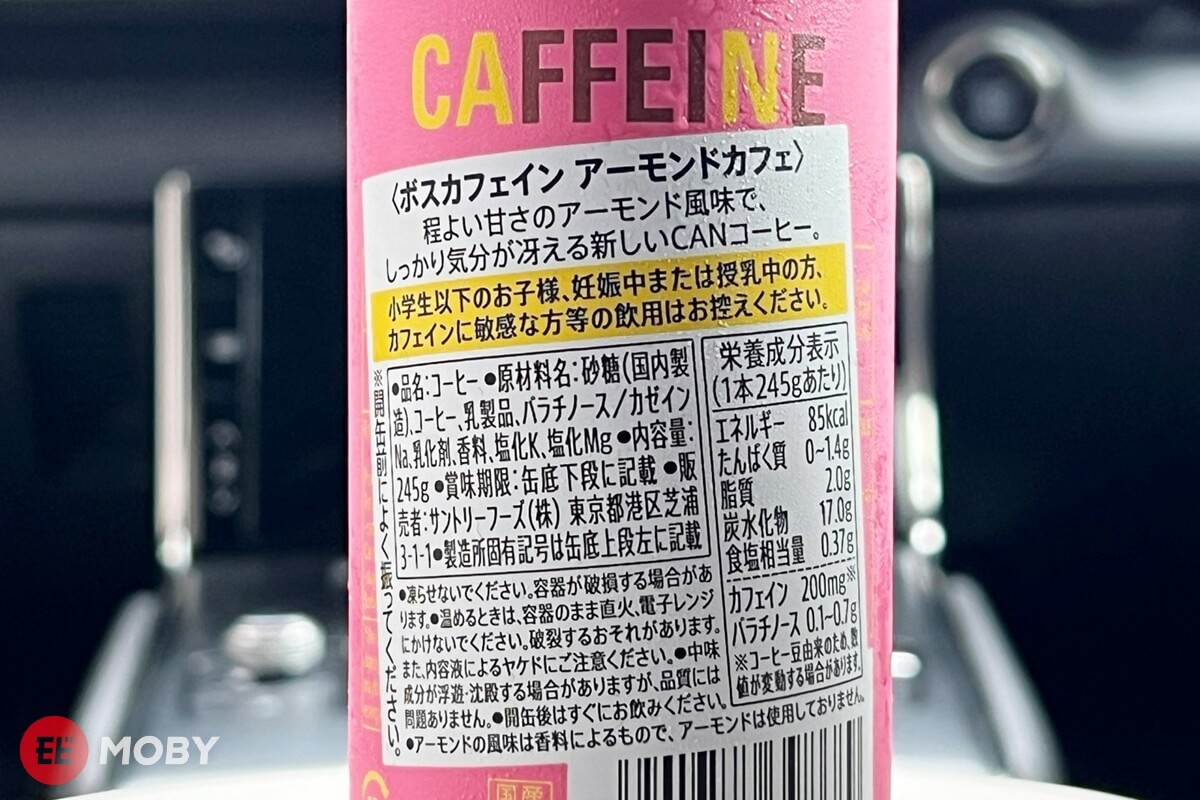 CAFFEINE
〈ボスカフェイン アーモンドカフェ〉
程よい甘さのアーモンド風味で、
しっかり気分が冴える新しいCANコーヒー。
小学生以下のお子様、妊娠中または授乳中の方、
カフェインに敏感な方等の飲用はお控えください。
※開缶前によく振ってください。
●品名:コーヒー ●原材料名:砂糖(国内製
造)、コーヒー、乳製品、パラチノース/カゼイン
Na、乳化剤、香料、塩化K、塩化Mg ●内容量:
245g ●賞味期限:缶底下段に記載 ●販
売者:サントリーフーズ(株) 東京都港区芝浦
3-1-1●製造所固有記号は缶底上段左に記載
栄養成分表示
(1本245gあたり)
エネルギー 85kcal
たんぱく質 0~1.4g
脂質 2.0g
炭水化物 17.0g
食塩相当量 0.37g
カフェイン 200mg※
パラチノース 0.1~0.7g
※コーヒー豆由来のため、数
値が変動する場合があります。
●凍らせないでください。容器が破損する場合があ
ります。●温めるときは、容器のまま直火、電子レンジ
にかけないでください。破裂するおそれがあります。
また、内容液によるヤケドにご注意ください。●中味
成分が浮遊・沈殿する場合がありますが、品質には
問題ありません。●開缶後はすぐにお飲みください。
●アーモンドの風味は香料によるもので、アーモンドは使用しておりません。
国産
MOBY